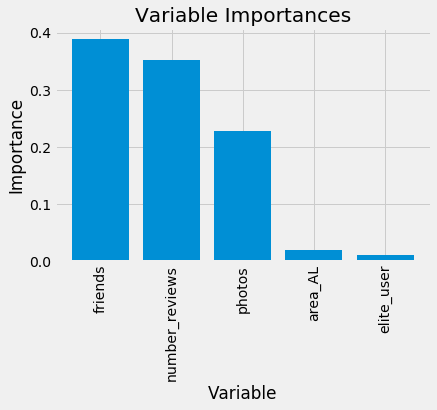 Variable Importances
Importance
0.4
0.3
0.2
0.1
0.0
friends
number_reviews
photos
area_AL
elite_user
Variable